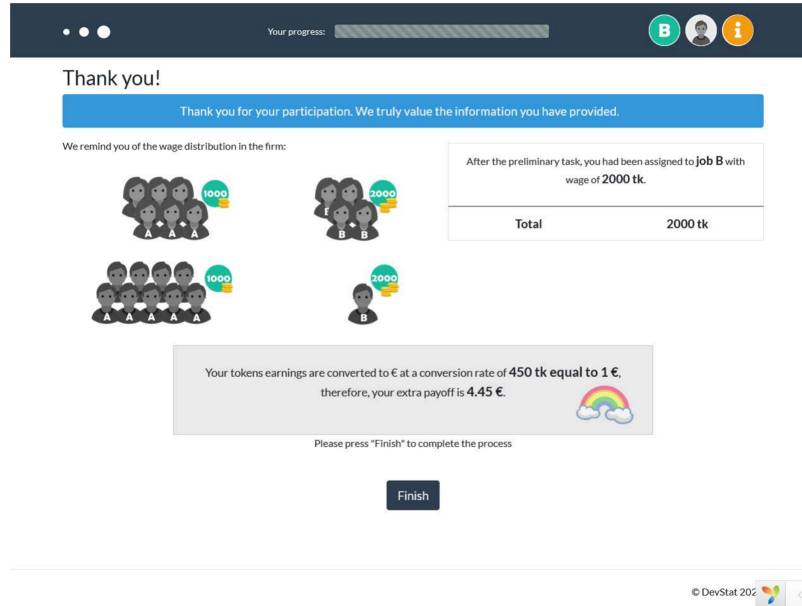 Your progress:
B
i
Thank you!
Thank you for your participation. We truly value the information you have provided.
We remind you of the wage distribution in the firm:
1000
A A A
2000
B
B B
1000
A A A A A
2000
B
After the preliminary task, you had been assigned to job B with
wage of 2000 tk.
Total 2000 tk
Your tokens earnings are converted to € at a conversion rate of 450 tk equal to 1 €,
therefore, your extra payoff is 4.45 €.
Please press "Finish" to complete the process
Finish
© DevStat 202